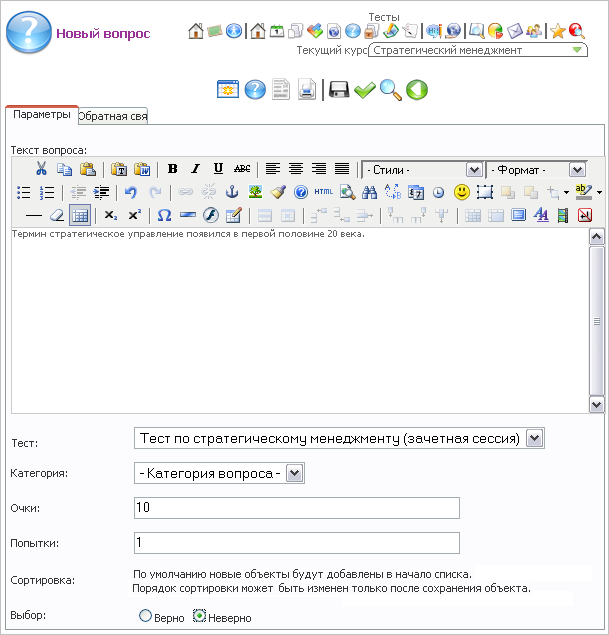 Тесты
Новый вопрос
Текущий курс Стратегический менеджмент
Параметры Обратная свя
Текст вопроса:
B I U ABC - Стили - - Формат -
HTML
x₂ x² Ω
Термин стратегическое управление появился в первой половине 20 века.
Тест: Тест по стратегическому менеджменту (зачетная сессия)
Категория: - Категория вопроса -
Очки: 10
Попытки: 1
Сортировка: По умолчанию новые объекты будут добавлены в начало списка.
Порядок сортировки может быть изменен только после сохранения объекта.
Выбор: Верно Неверно